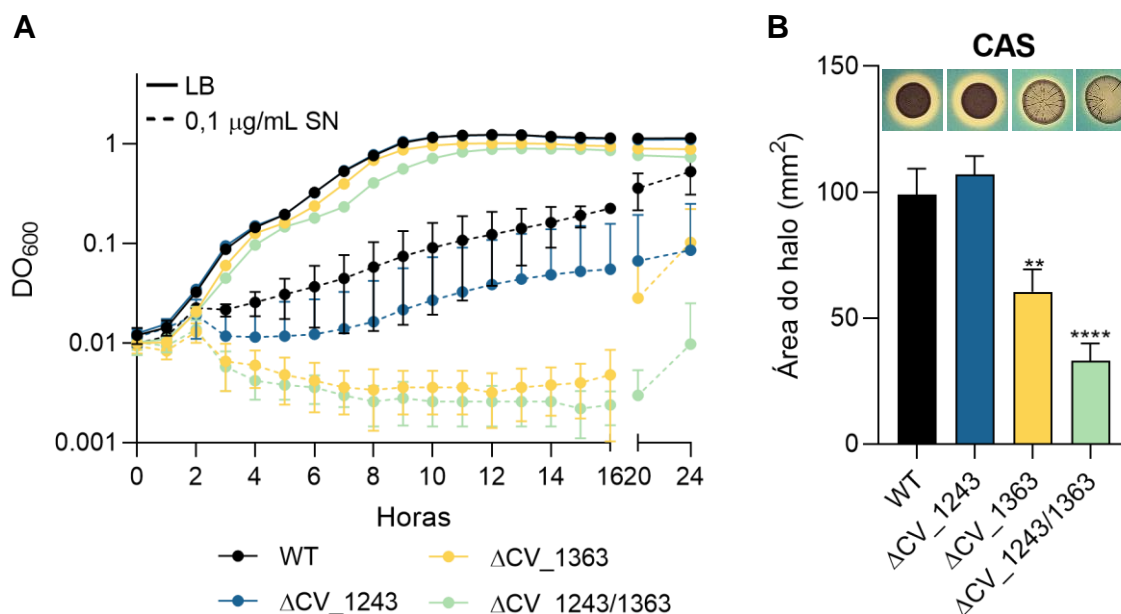 A
LB
0,1 µg/mL SN
DO600
1
0.1
0.01
0.001
0 2 4 6 8 10 12 14 16 20 24
Horas
WT
ΔCV_1363
ΔCV_1243
ΔCV_1243/1363
B
CAS
Área do halo (mm²)
150
100
50
0
**
****
WT
ΔCV_1243
ΔCV_1363
ΔCV_1243/1363